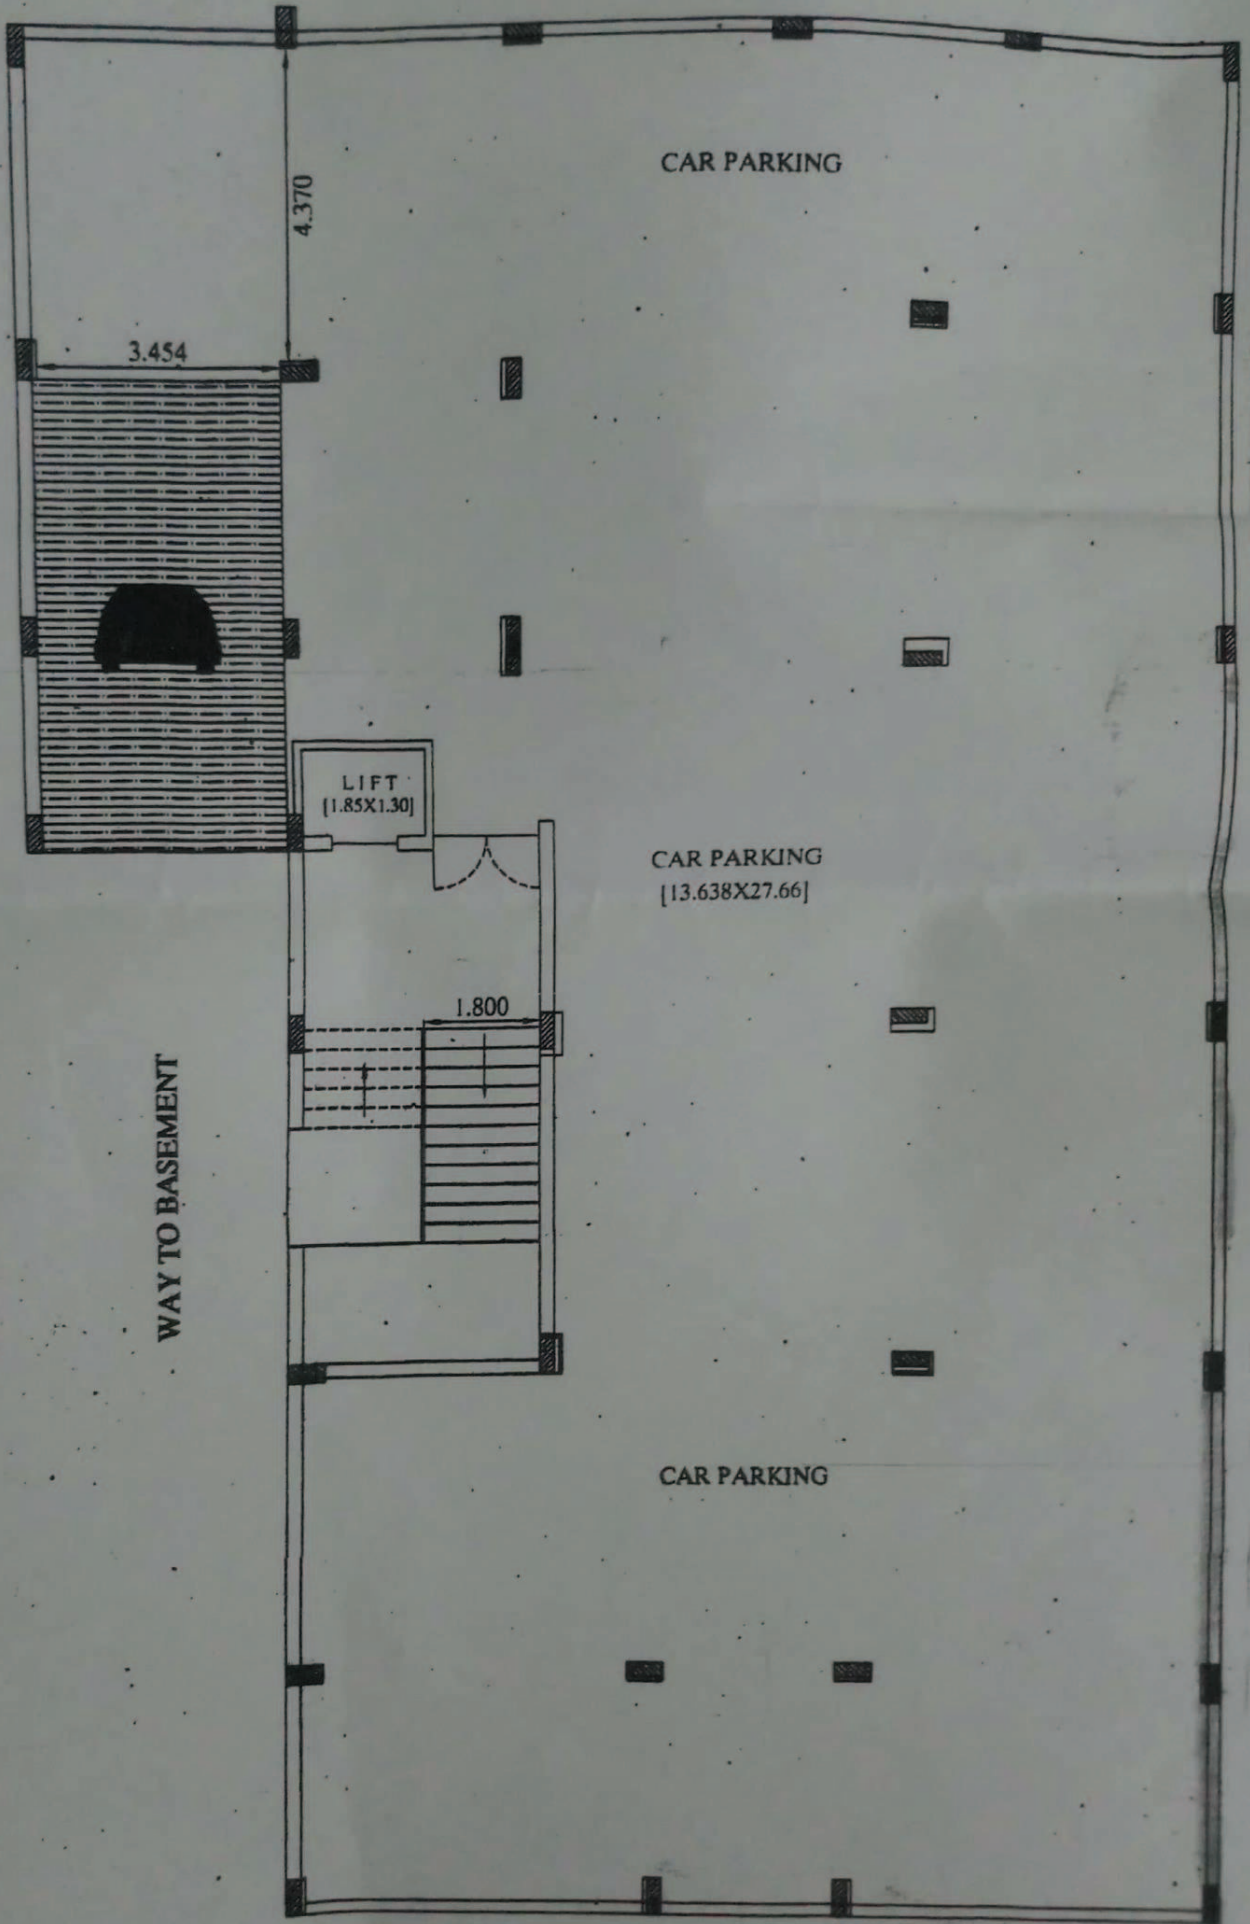 CAR PARKING
4.370
3.454
LIFT
[1.85X1.30]
CAR PARKING
[13.638X27.66]
1.800
WAY TO BASEMENT
CAR PARKING